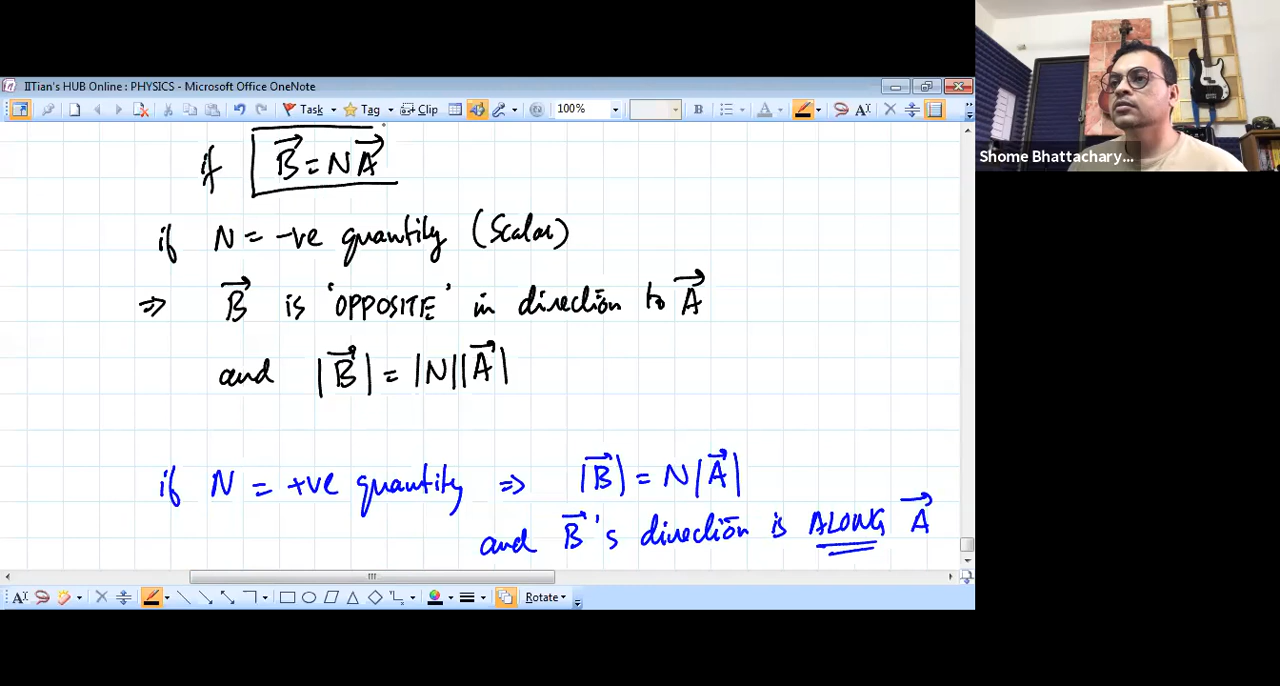 IITian's HUB Online : PHYSICS - Microsoft Office OneNote
Task Tag Clip 100% B A
if B⃗ = NA⃗
if N = -ve quantity (Scalar)
⇒ B⃗ is 'OPPOSITE' in direction to A⃗
and |B⃗| = |N||A⃗|
if N = +ve quantity ⇒ |B⃗| = N|A⃗|
and B⃗'s direction is ALONG A⃗
Rotate
Shome Bhattachary...